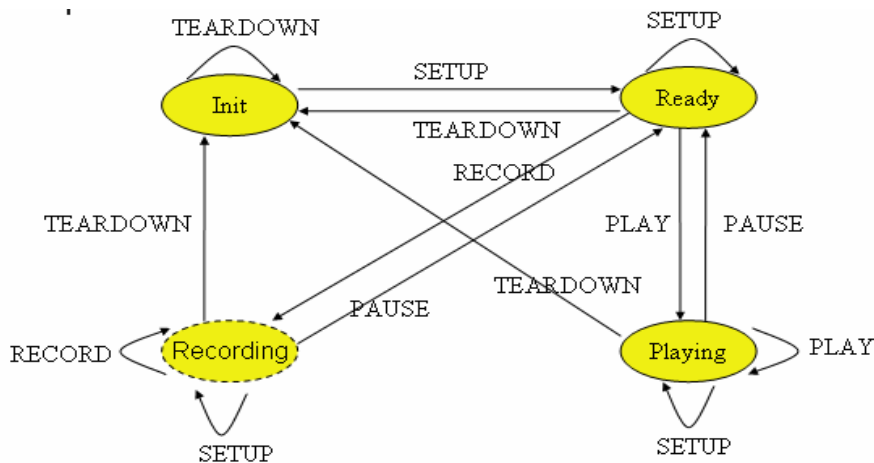 TEARDOWN
SETUP
SETUP
Init
Ready
TEARDOWN
RECORD
TEARDOWN
PLAY
PAUSE
TEARDOWN
PAUSE
RECORD
Recording
Playing
PLAY
SETUP
SETUP